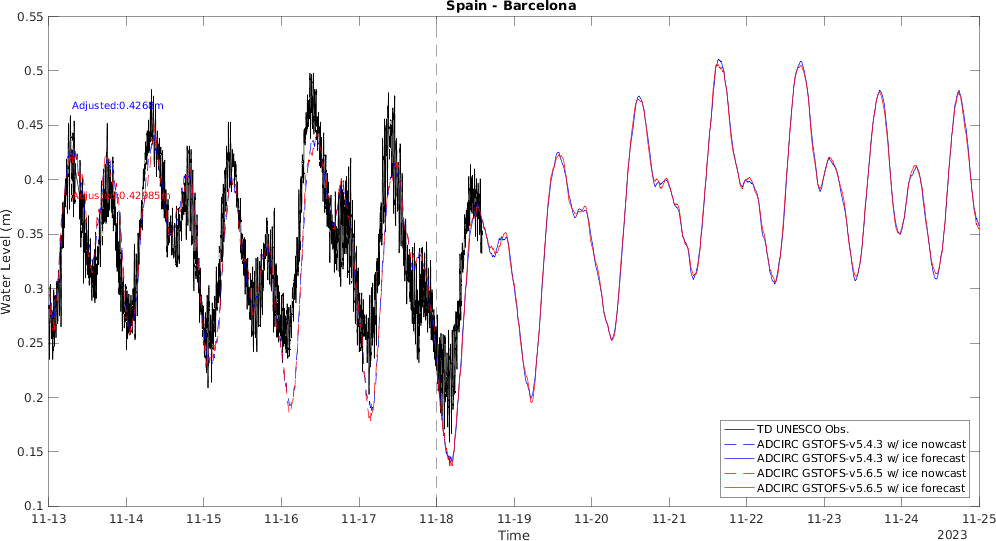 Spain - Barcelona
0.55
0.5
0.45
0.4
0.35
0.3
0.25
0.2
0.15
0.1
Water Level (m)
Adjusted:0.4268m
Adjusted:0.42985m
TD UNESCO Obs.
ADCIRC GSTOFS-v5.4.3 w/ ice nowcast
ADCIRC GSTOFS-v5.4.3 w/ ice forecast
ADCIRC GSTOFS-v5.6.5 w/ ice nowcast
ADCIRC GSTOFS-v5.6.5 w/ ice forecast
11-13 11-14 11-15 11-16 11-17 11-18 11-19 11-20 11-21 11-22 11-23 11-24 11-25
Time
2023